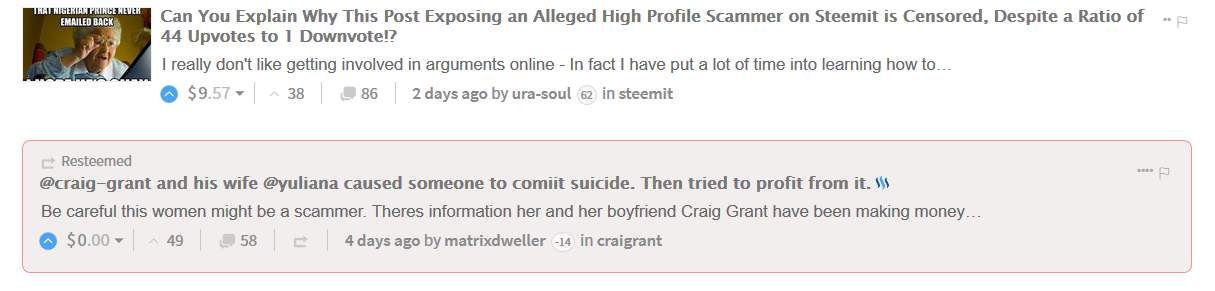 THAT NIGERIAN PRINCE NEVER
EMAILED BACK
Can You Explain Why This Post Exposing an Alleged High Profile Scammer on Steemit is Censored, Despite a Ratio of
44 Upvotes to 1 Downvote!?
I really don't like getting involved in arguments online - In fact I have put a lot of time into learning how to…
$9.57 38 86 2 days ago by ura-soul 62 in steemit
Resteemed
@craig-grant and his wife @yuliana caused someone to comiit suicide. Then tried to profit from it.
Be careful this women might be a scammer. Theres information her and her boyfriend Craig Grant have been making money…
$0.00 49 58 4 days ago by matrixdweller -14 in craigrant